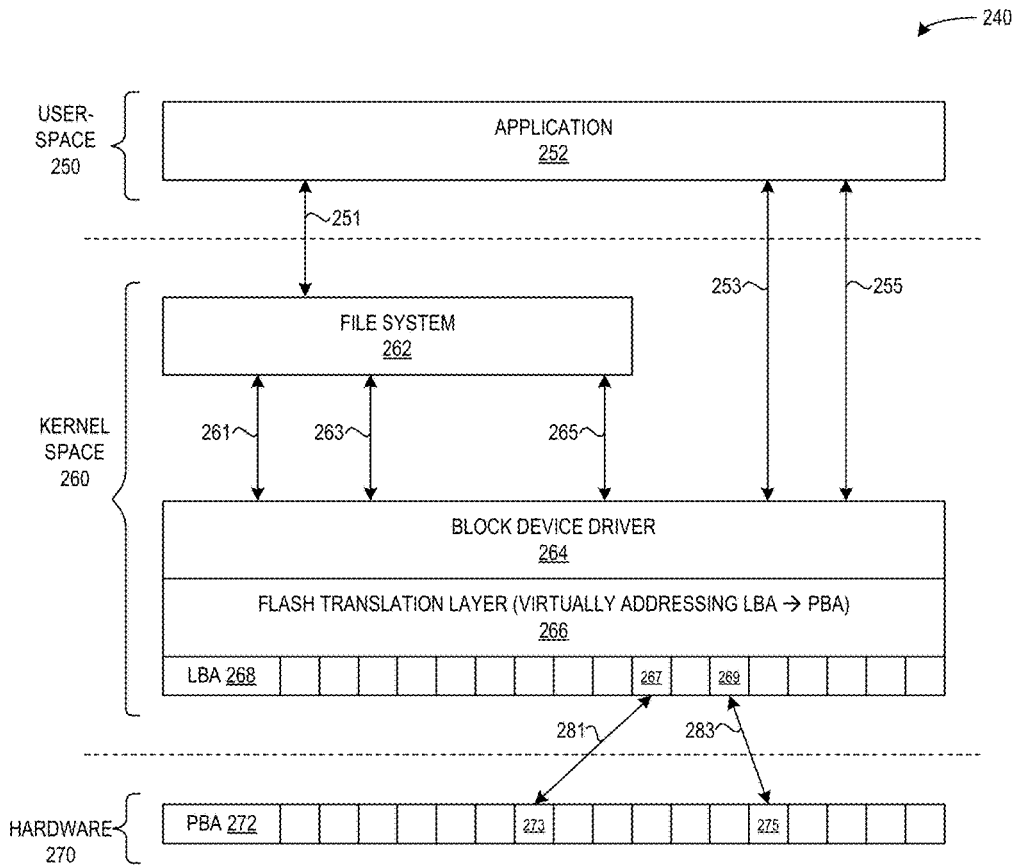 240
USER-
SPACE
250
APPLICATION
252
251
253
255
FILE SYSTEM
262
KERNEL
SPACE
260
261
263
265
BLOCK DEVICE DRIVER
264
FLASH TRANSLATION LAYER (VIRTUALLY ADDRESSING LBA → PBA)
266
LBA 268
267
269
281
283
HARDWARE
270
PBA 272
273
275